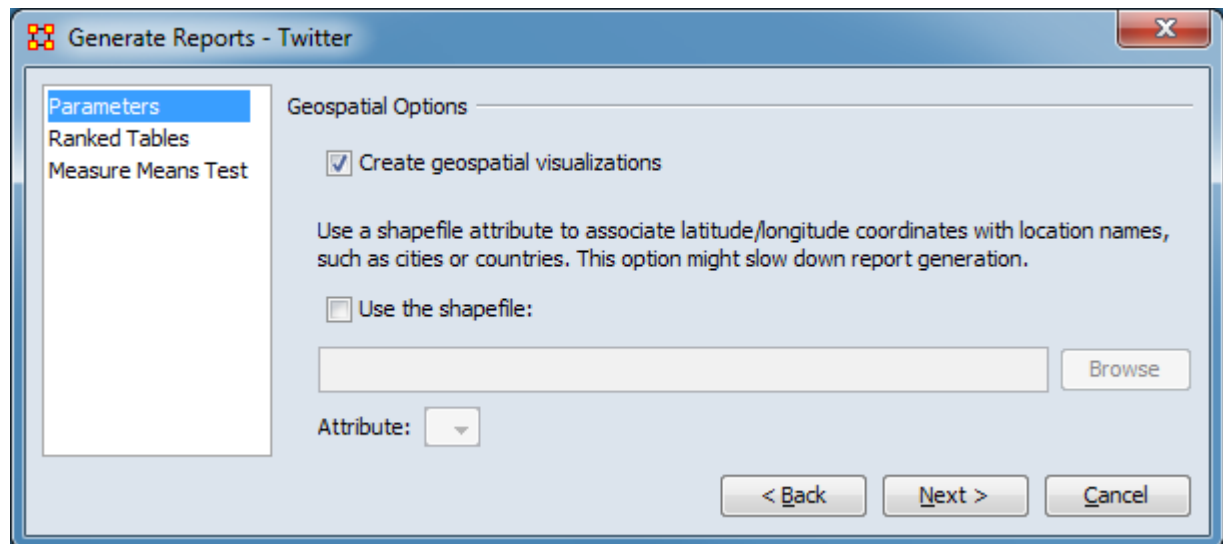 Generate Reports - Twitter
Parameters
Ranked Tables
Measure Means Test
Geospatial Options
Create geospatial visualizations
Use a shapefile attribute to associate latitude/longitude coordinates with location names,
such as cities or countries. This option might slow down report generation.
Use the shapefile:
Browse
Attribute:
< Back
Next >
Cancel